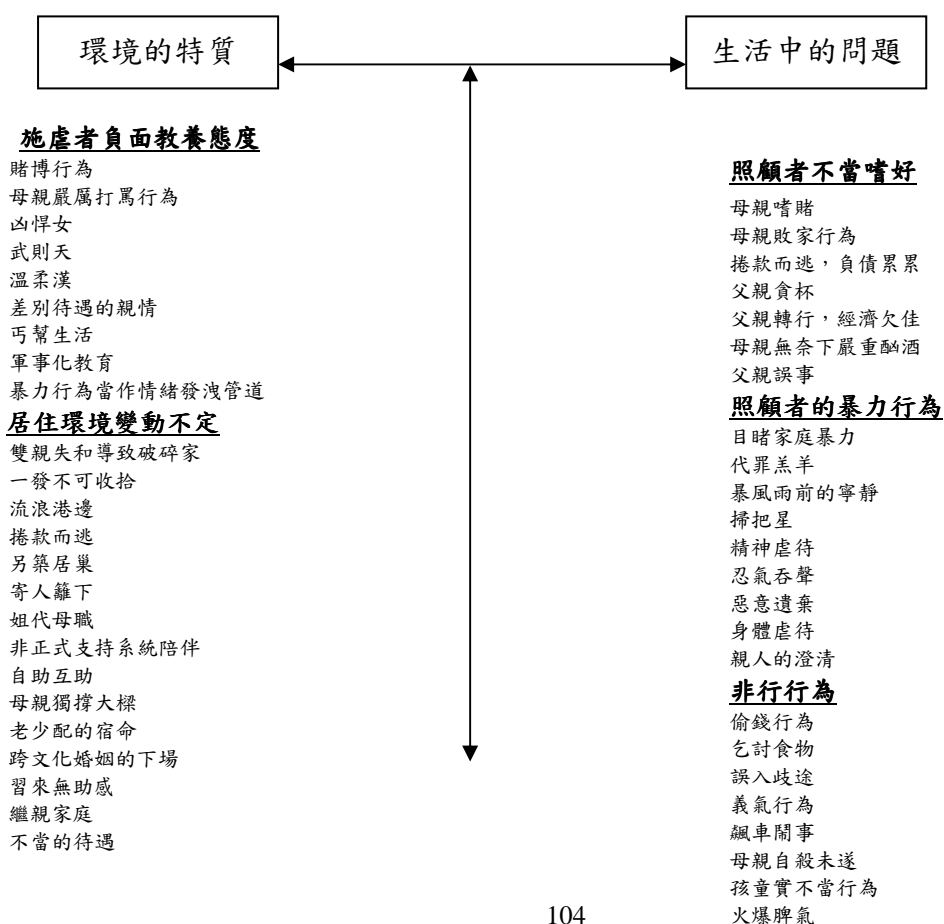 環境的特質
生活中的問題
施虐者負面教養態度
賭博行為
母親嚴厲打罵行為
凶悍女
武則天
溫柔漢
差別待遇的親情
丐幫生活
軍事化教育
暴力行為當作情緒發洩管道
居住環境變動不定
雙親失和導致破碎家
一發不可收拾
流浪港邊
捲款而逃
另築居巢
寄人籬下
姐代母職
非正式支持系統陪伴
自助互助
母親獨撐大樑
老少配的宿命
跨文化婚姻的下場
習來無助感
繼親家庭
不當的待遇
照顧者不當嗜好
母親嗜賭
母親敗家行為
捲款而逃，負債累累
父親貪杯
父親轉行，經濟欠佳
母親無奈下嚴重酗酒
父親誤事
照顧者的暴力行為
目睹家庭暴力
代罪羔羊
暴風雨前的寧靜
掃把星
精神虐待
忍氣吞聲
惡意遺棄
身體虐待
親人的澄清
非行行為
偷錢行為
乞討食物
誤入歧途
義氣行為
飆車鬧事
母親自殺未遂
孩童實不當行為
火爆脾氣
104